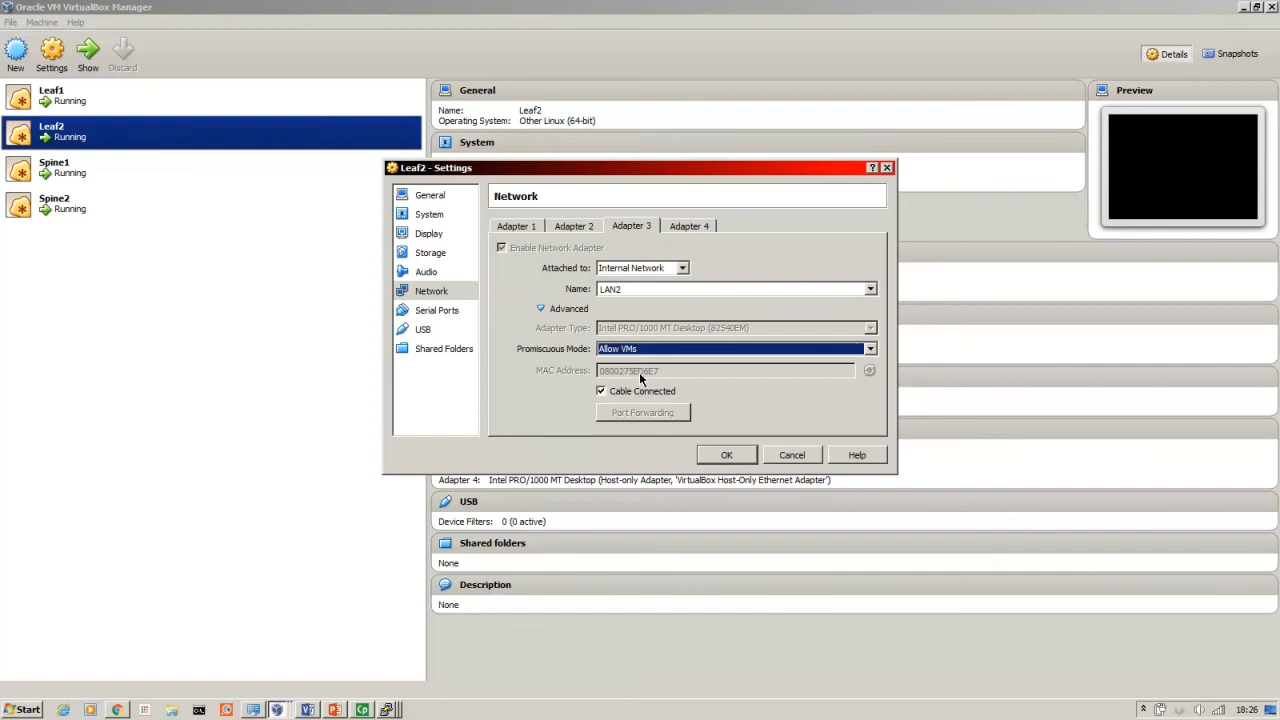 Oracle VM VirtualBox Manager
File Machine Help
New Settings Show Discard
Details Snapshots
Leaf1
Running
Leaf2
Running
Spine1
Running
Spine2
Running
General
Name: Leaf2
Operating System: Other Linux (64-bit)
System
Preview
Leaf2 - Settings
General
System
Display
Storage
Audio
Network
Serial Ports
USB
Shared Folders
Network
Adapter 1 Adapter 2 Adapter 3 Adapter 4
Enable Network Adapter
Attached to: Internal Network
Name: LAN2
Advanced
Adapter Type: Intel PRO/1000 MT Desktop (82540EM)
Promiscuous Mode: Allow VMs
MAC Address:
Cable Connected
Port Forwarding
OK Cancel Help
Adapter 4: Intel PRO/1000 MT Desktop (Host-only Adapter, 'VirtualBox Host-Only Ethernet Adapter')
USB
Device Filters: 0 (0 active)
Shared folders
None
Description
None
Start
18:26